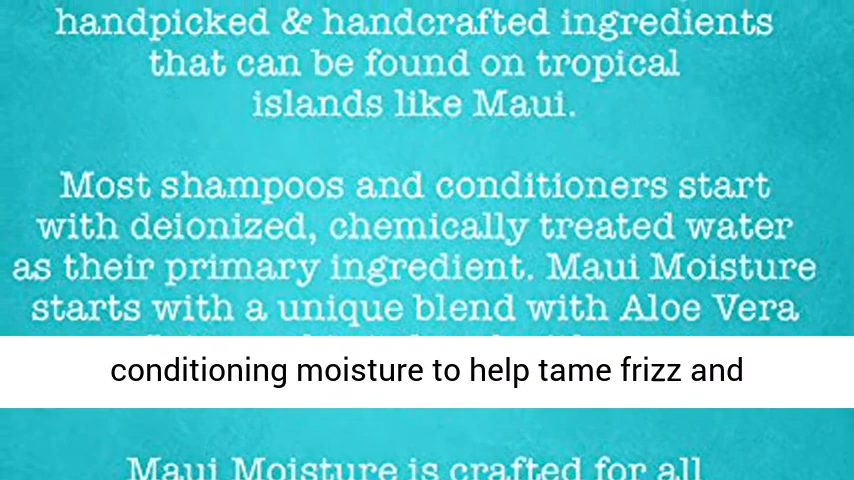 handpicked & handcrafted ingredients
that can be found on tropical
islands like Maui.
Most shampoos and conditioners start
with deionized, chemically treated water
as their primary ingredient. Maui Moisture
starts with a unique blend with Aloe Vera
conditioning moisture to help tame frizz and
Maui Moisture is crafted for all